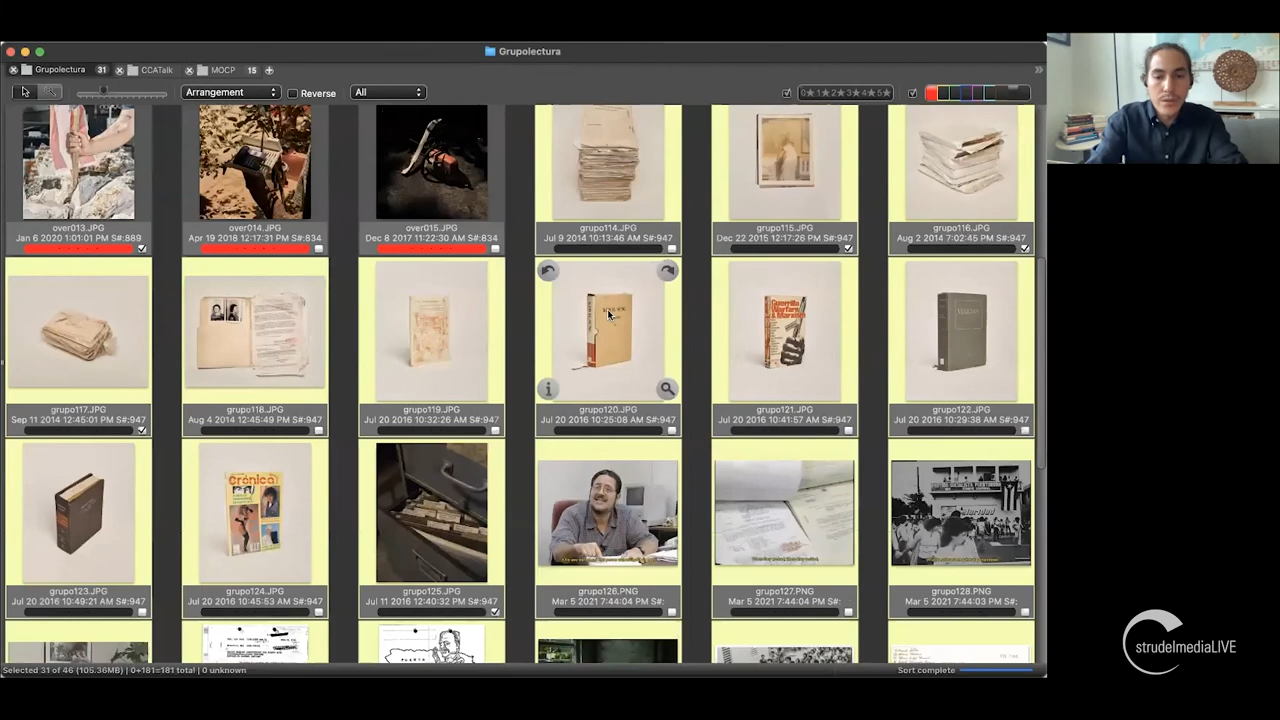 Grupolectura
Grupolectura 31 CCATalk MOCP 15
Arrangement Reverse All 0★1★2★3★4★5★
over013.JPG
Jan 6 2020 1:01:01 PM S#:889
over014.JPG
Apr 19 2018 12:17:31 PM S#:834
over015.JPG
Dec 8 2017 11:22:30 AM S#:834
grupo114.JPG
Jul 9 2014 10:13:46 AM S#:947
grupo115.JPG
Dec 22 2015 12:17:26 PM S#:947
grupo116.JPG
Aug 2 2014 7:02:45 PM S#:947
Guerrilla
Warfare
& Marxism
grupo117.JPG
Sep 11 2014 12:45:01 PM S#:947
grupo118.JPG
Aug 4 2014 12:45:49 PM S#:947
grupo119.JPG
Jul 20 2016 10:32:26 AM S#:947
grupo120.JPG
Jul 20 2016 10:25:08 AM S#:947
grupo121.JPG
Jul 20 2016 10:41:57 AM S#:947
grupo122.JPG
Jul 20 2016 10:29:38 AM S#:947
Crónica
Claridad
grupo123.JPG
Jul 20 2016 10:49:21 AM S#:947
grupo124.JPG
Jul 20 2016 10:45:53 AM S#:947
grupo125.JPG
Jul 11 2016 12:40:32 PM S#:947
grupo126.PNG
Mar 5 2021 7:44:04 PM S#:
grupo127.PNG
Mar 5 2021 7:44:04 PM S#:
grupo128.PNG
Mar 5 2021 7:44:03 PM S#:
Selected 31 of 46 (105.36MB) | 0+181=181 total | 0 unknown
Sort complete
strudelmediaLIVE